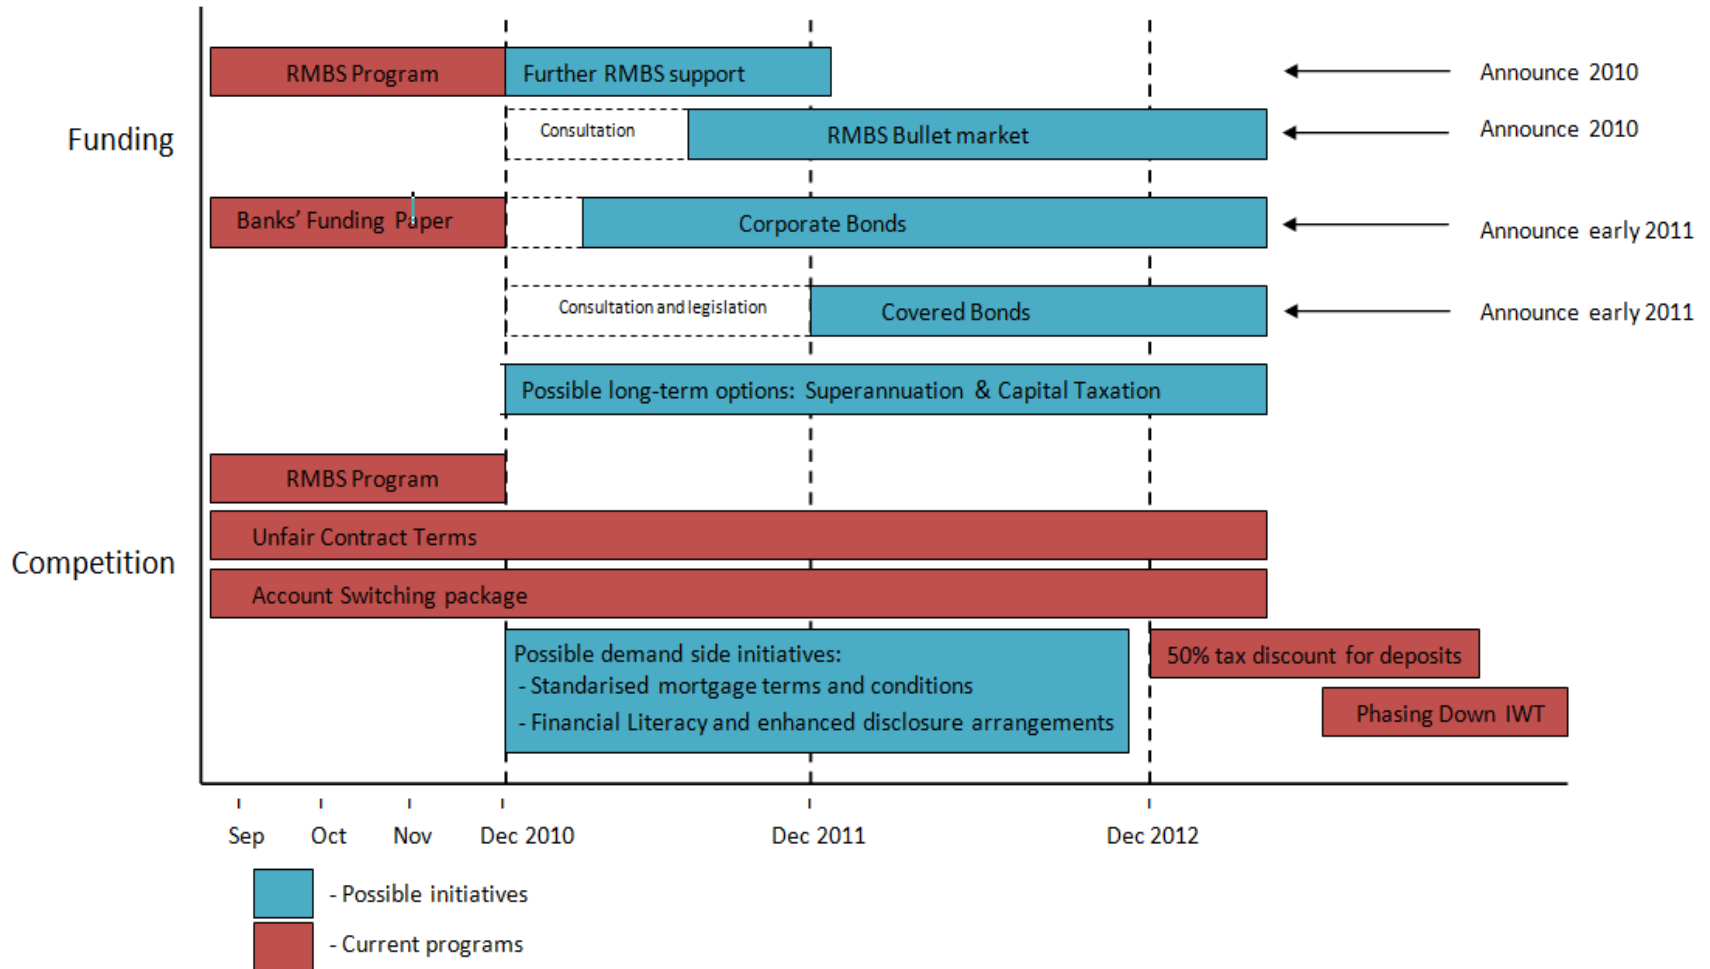 RMBS Program
Further RMBS support
Announce 2010
Funding
Consultation
RMBS Bullet market
Announce 2010
Banks' Funding Paper
Corporate Bonds
Announce early 2011
Consultation and legislation
Covered Bonds
Announce early 2011
Possible long-term options: Superannuation & Capital Taxation
Competition
RMBS Program
Unfair Contract Terms
Account Switching package
Possible demand side initiatives:
- Standarised mortgage terms and conditions
- Financial Literacy and enhanced disclosure arrangements
50% tax discount for deposits
Phasing Down IWT
Sep
Oct
Nov
Dec 2010
Dec 2011
Dec 2012
- Possible initiatives
- Current programs